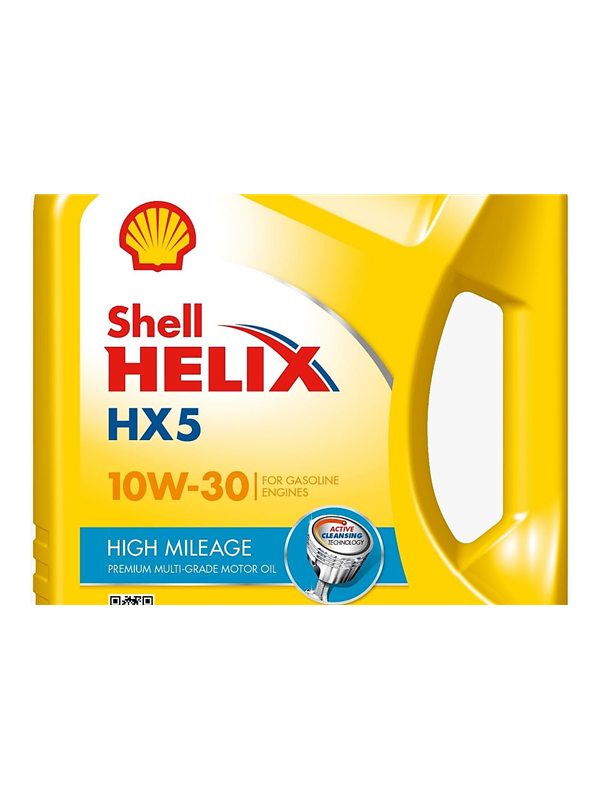 Shell
HELIX
HX5
10W-30 FOR GASOLINE
ENGINES
ACTIVE
CLEANSING
TECHNOLOGY
HIGH MILEAGE
PREMIUM MULTI-GRADE MOTOR OIL